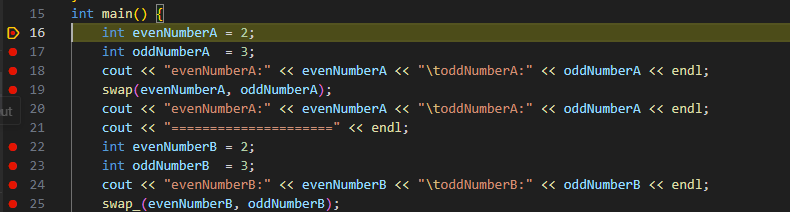 15 int main() {
16 int evenNumberA = 2;
17 int oddNumberA  = 3;
18 cout << "evenNumberA:" << evenNumberA << "\toddNumberA:" << oddNumberA << endl;
19 swap(evenNumberA, oddNumberA);
20 cout << "evenNumberA:" << evenNumberA << "\toddNumberA:" << oddNumberA << endl;
out
21 cout << "=====================" << endl;
22 int evenNumberB = 2;
23 int oddNumberB  = 3;
24 cout << "evenNumberB:" << evenNumberB << "\toddNumberB:" << oddNumberB << endl;
25 swap_(evenNumberB, oddNumberB);